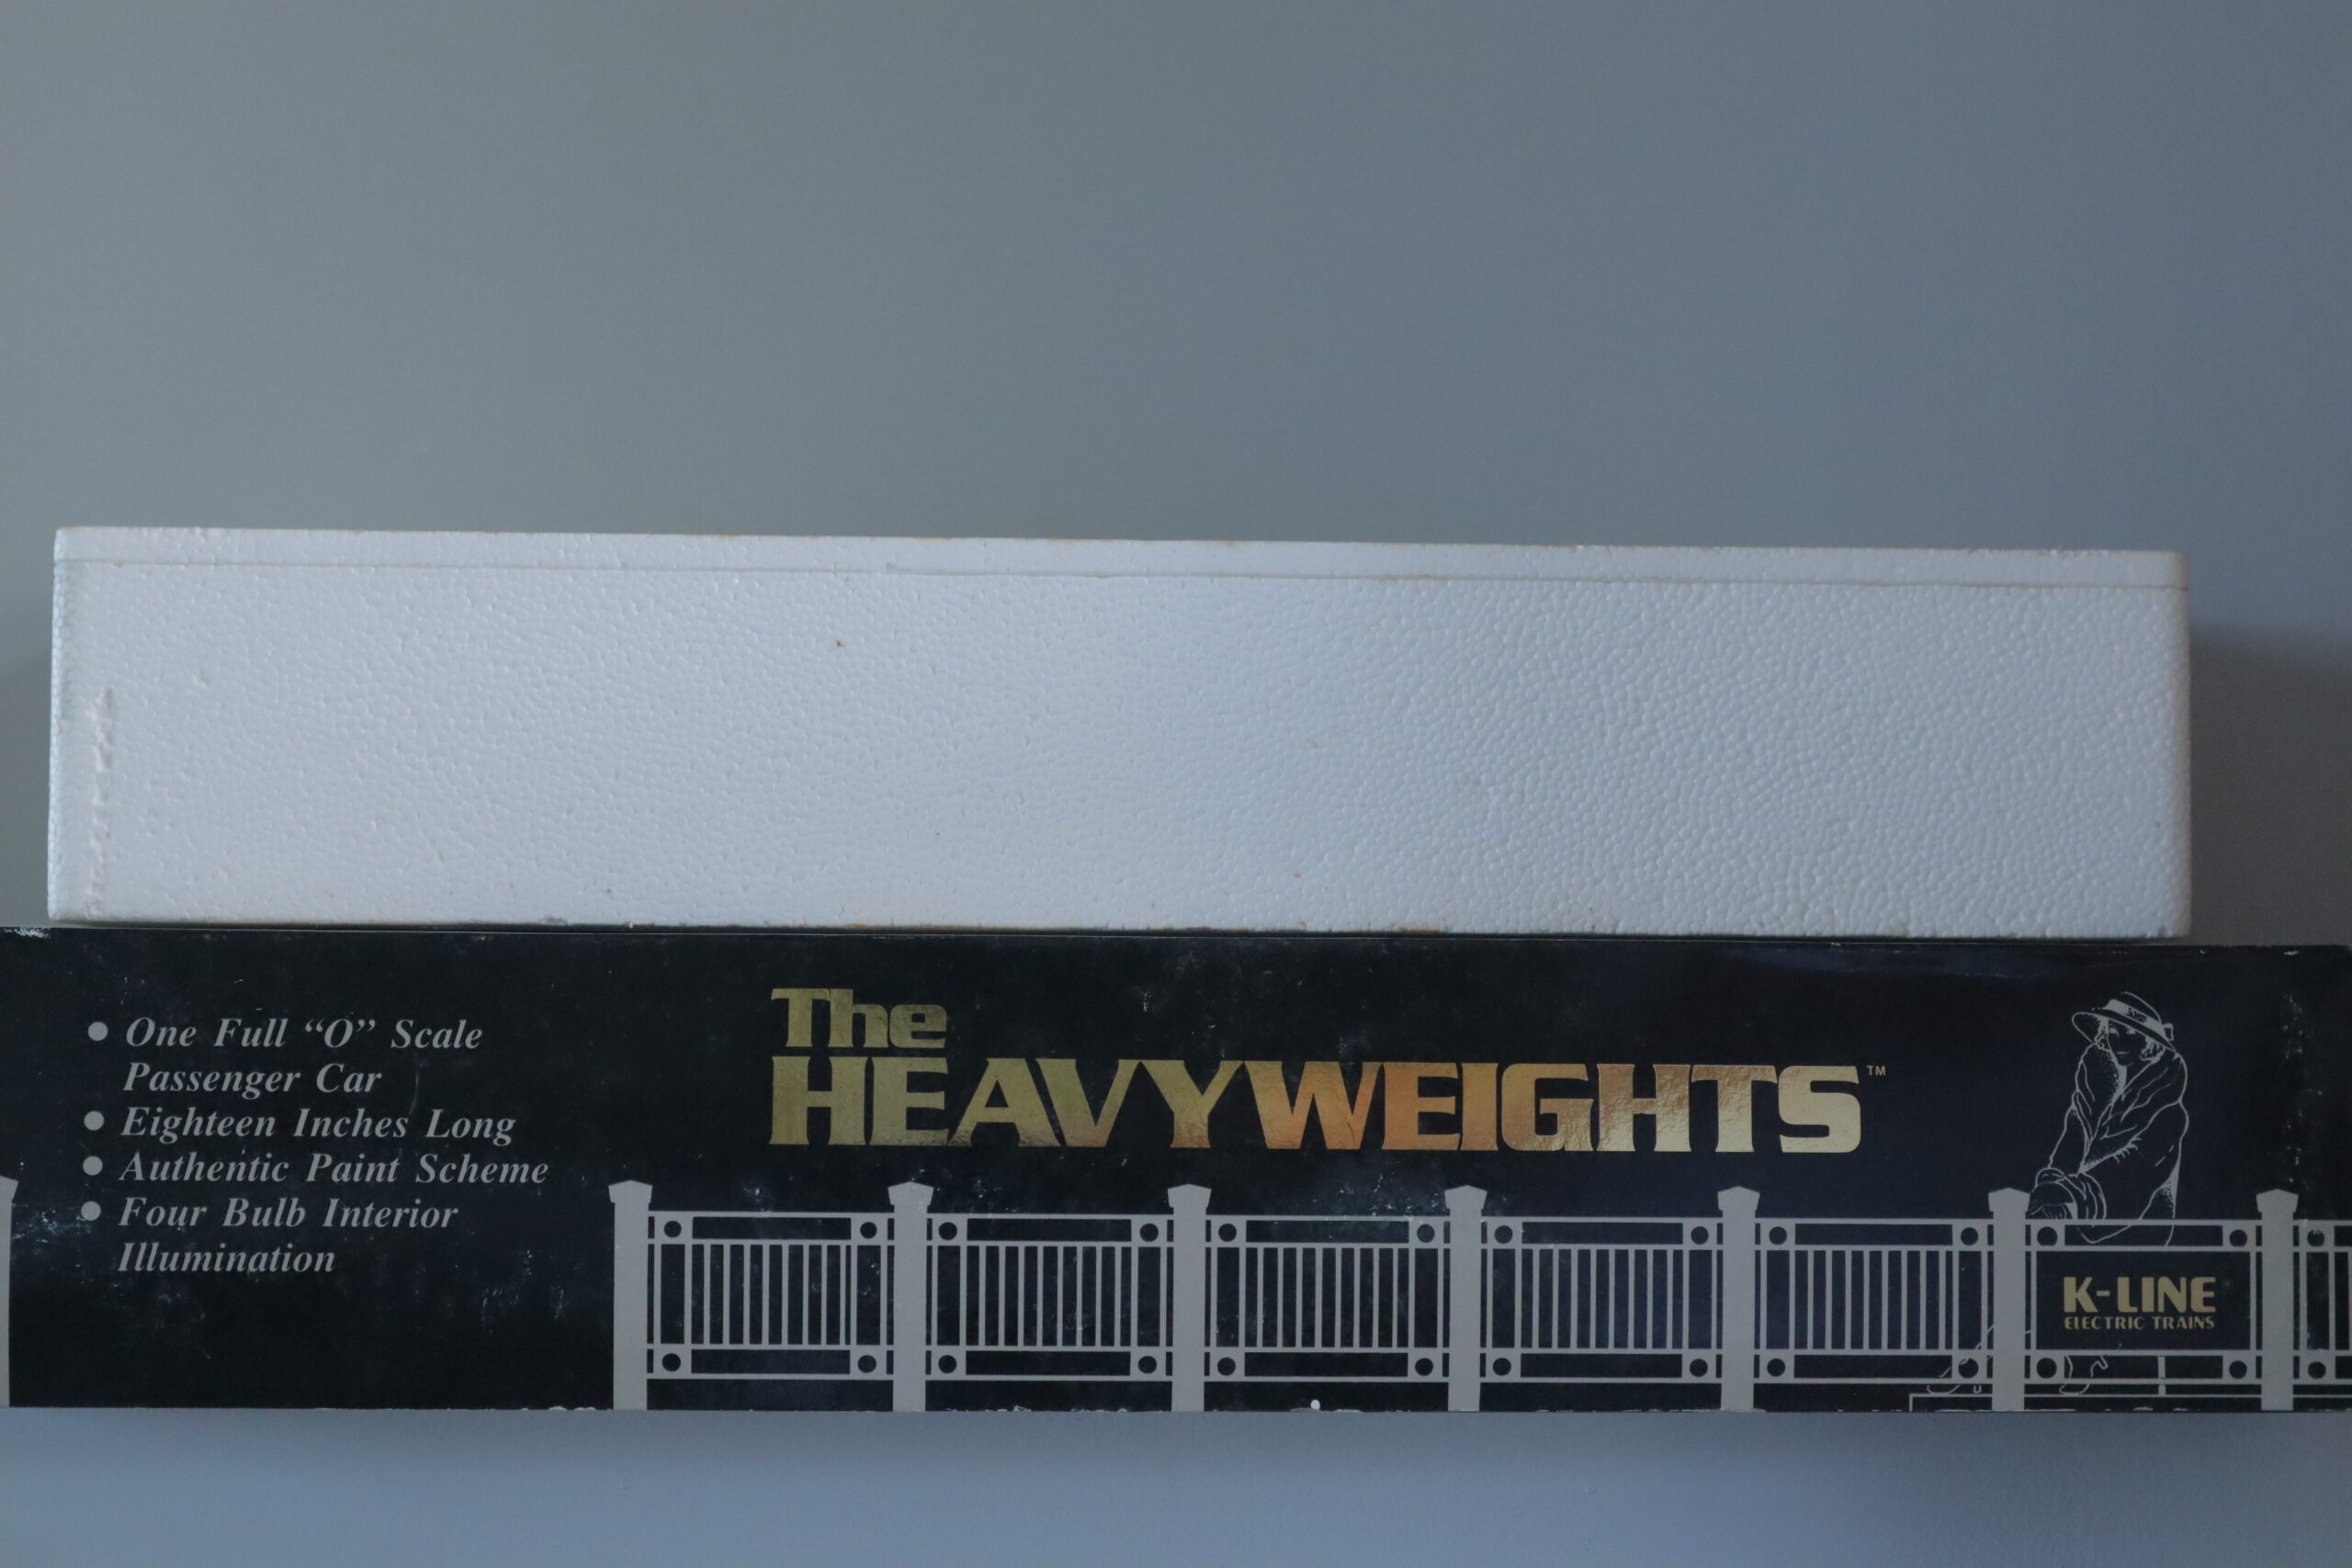 The
HEAVYWEIGHTS™
● One Full “O” Scale
Passenger Car
● Eighteen Inches Long
● Authentic Paint Scheme
● Four Bulb Interior
Illumination
K-LINE
ELECTRIC TRAINS